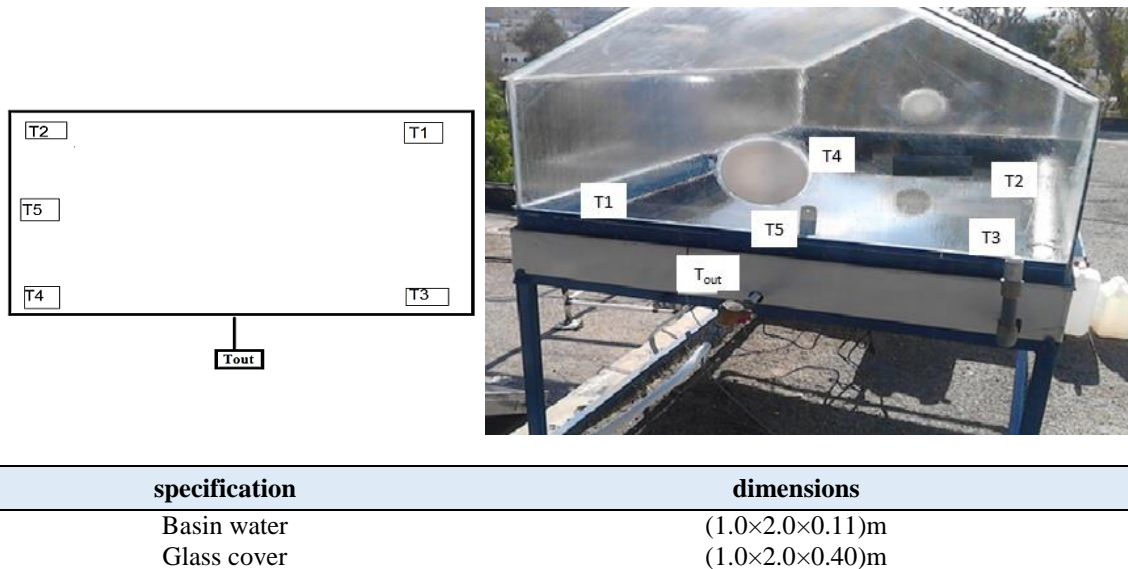 T2 T1
T5
T4 T3
Tout
T4
T2
T1
T5 T3
Tout
specification dimensions
Basin water (1.0×2.0×0.11)m
Glass cover (1.0×2.0×0.40)m